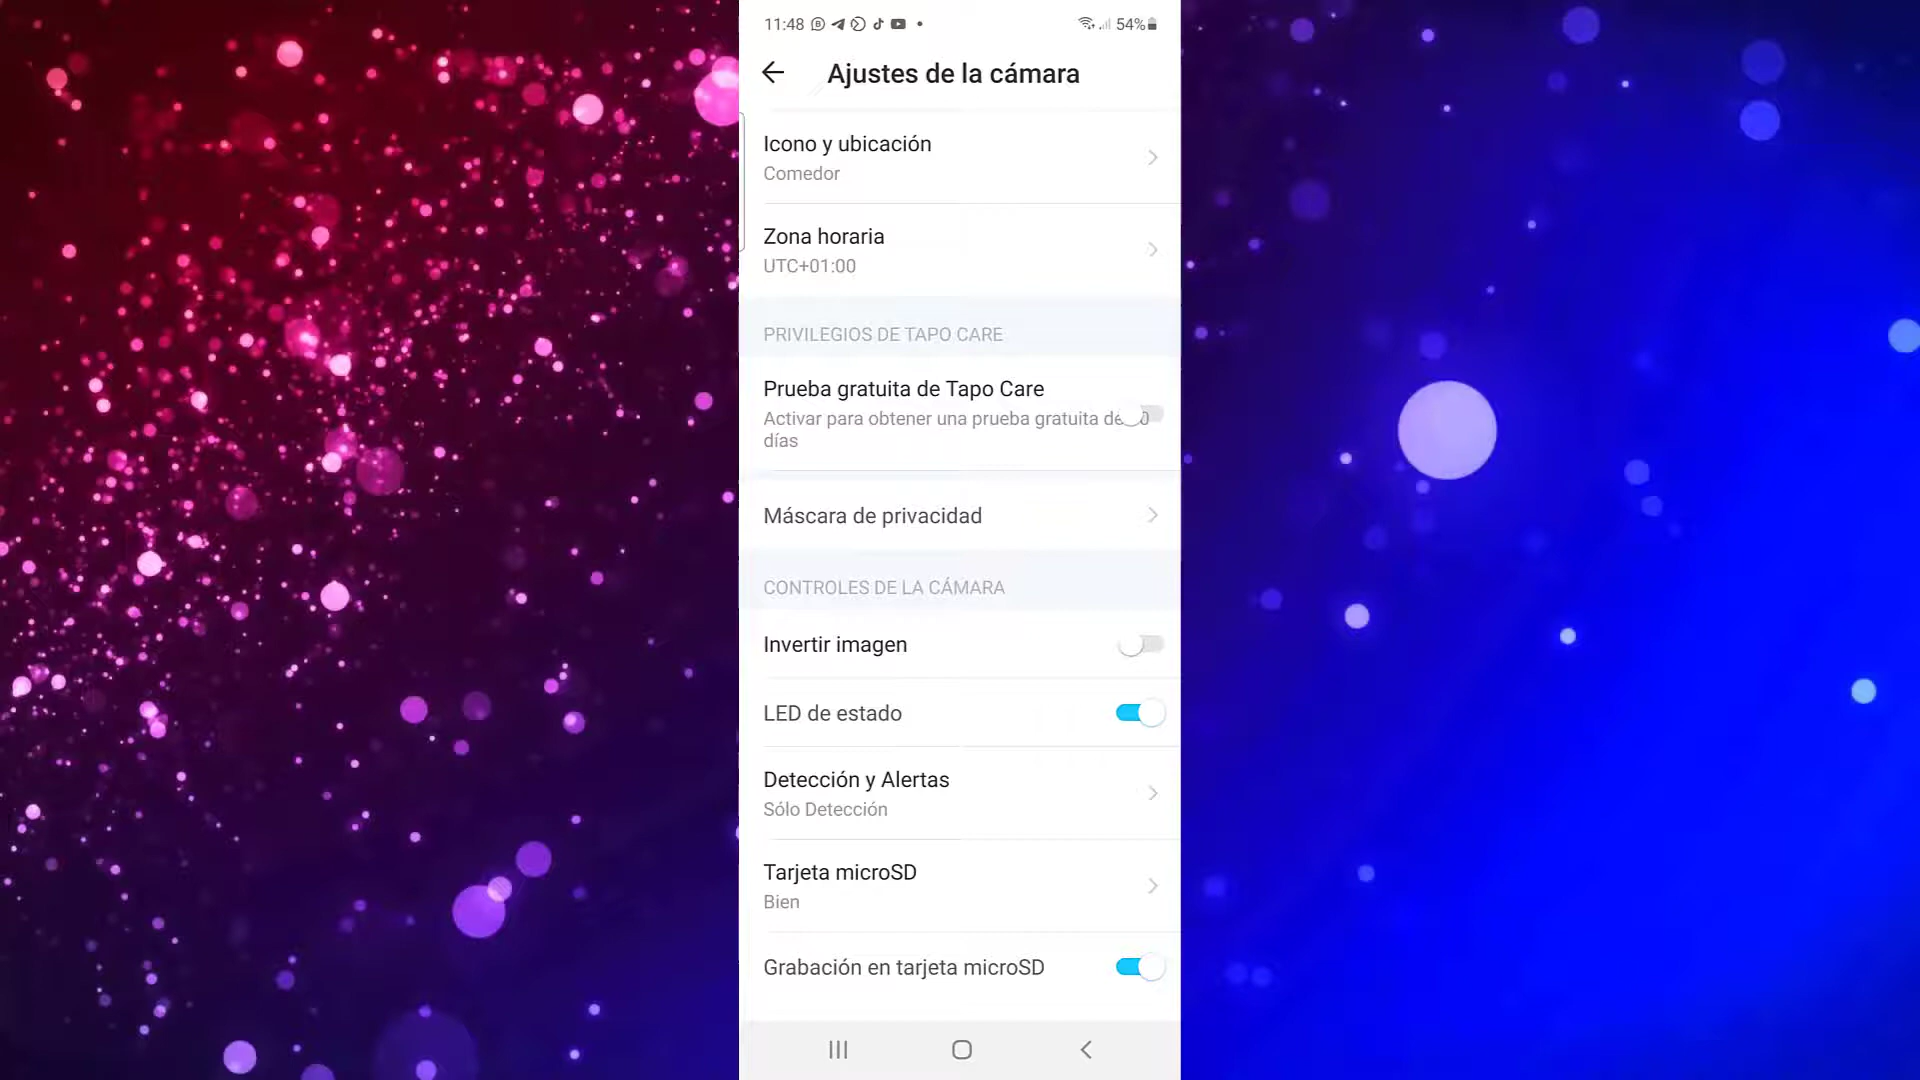 11:48
54%
Ajustes de la cámara
Icono y ubicación
Comedor
Zona horaria
UTC+01:00
PRIVILEGIOS DE TAPO CARE
Prueba gratuita de Tapo Care
Activar para obtener una prueba gratuita de
días
Máscara de privacidad
CONTROLES DE LA CÁMARA
Invertir imagen
LED de estado
Detección y Alertas
Sólo Detección
Tarjeta microSD
Bien
Grabación en tarjeta microSD